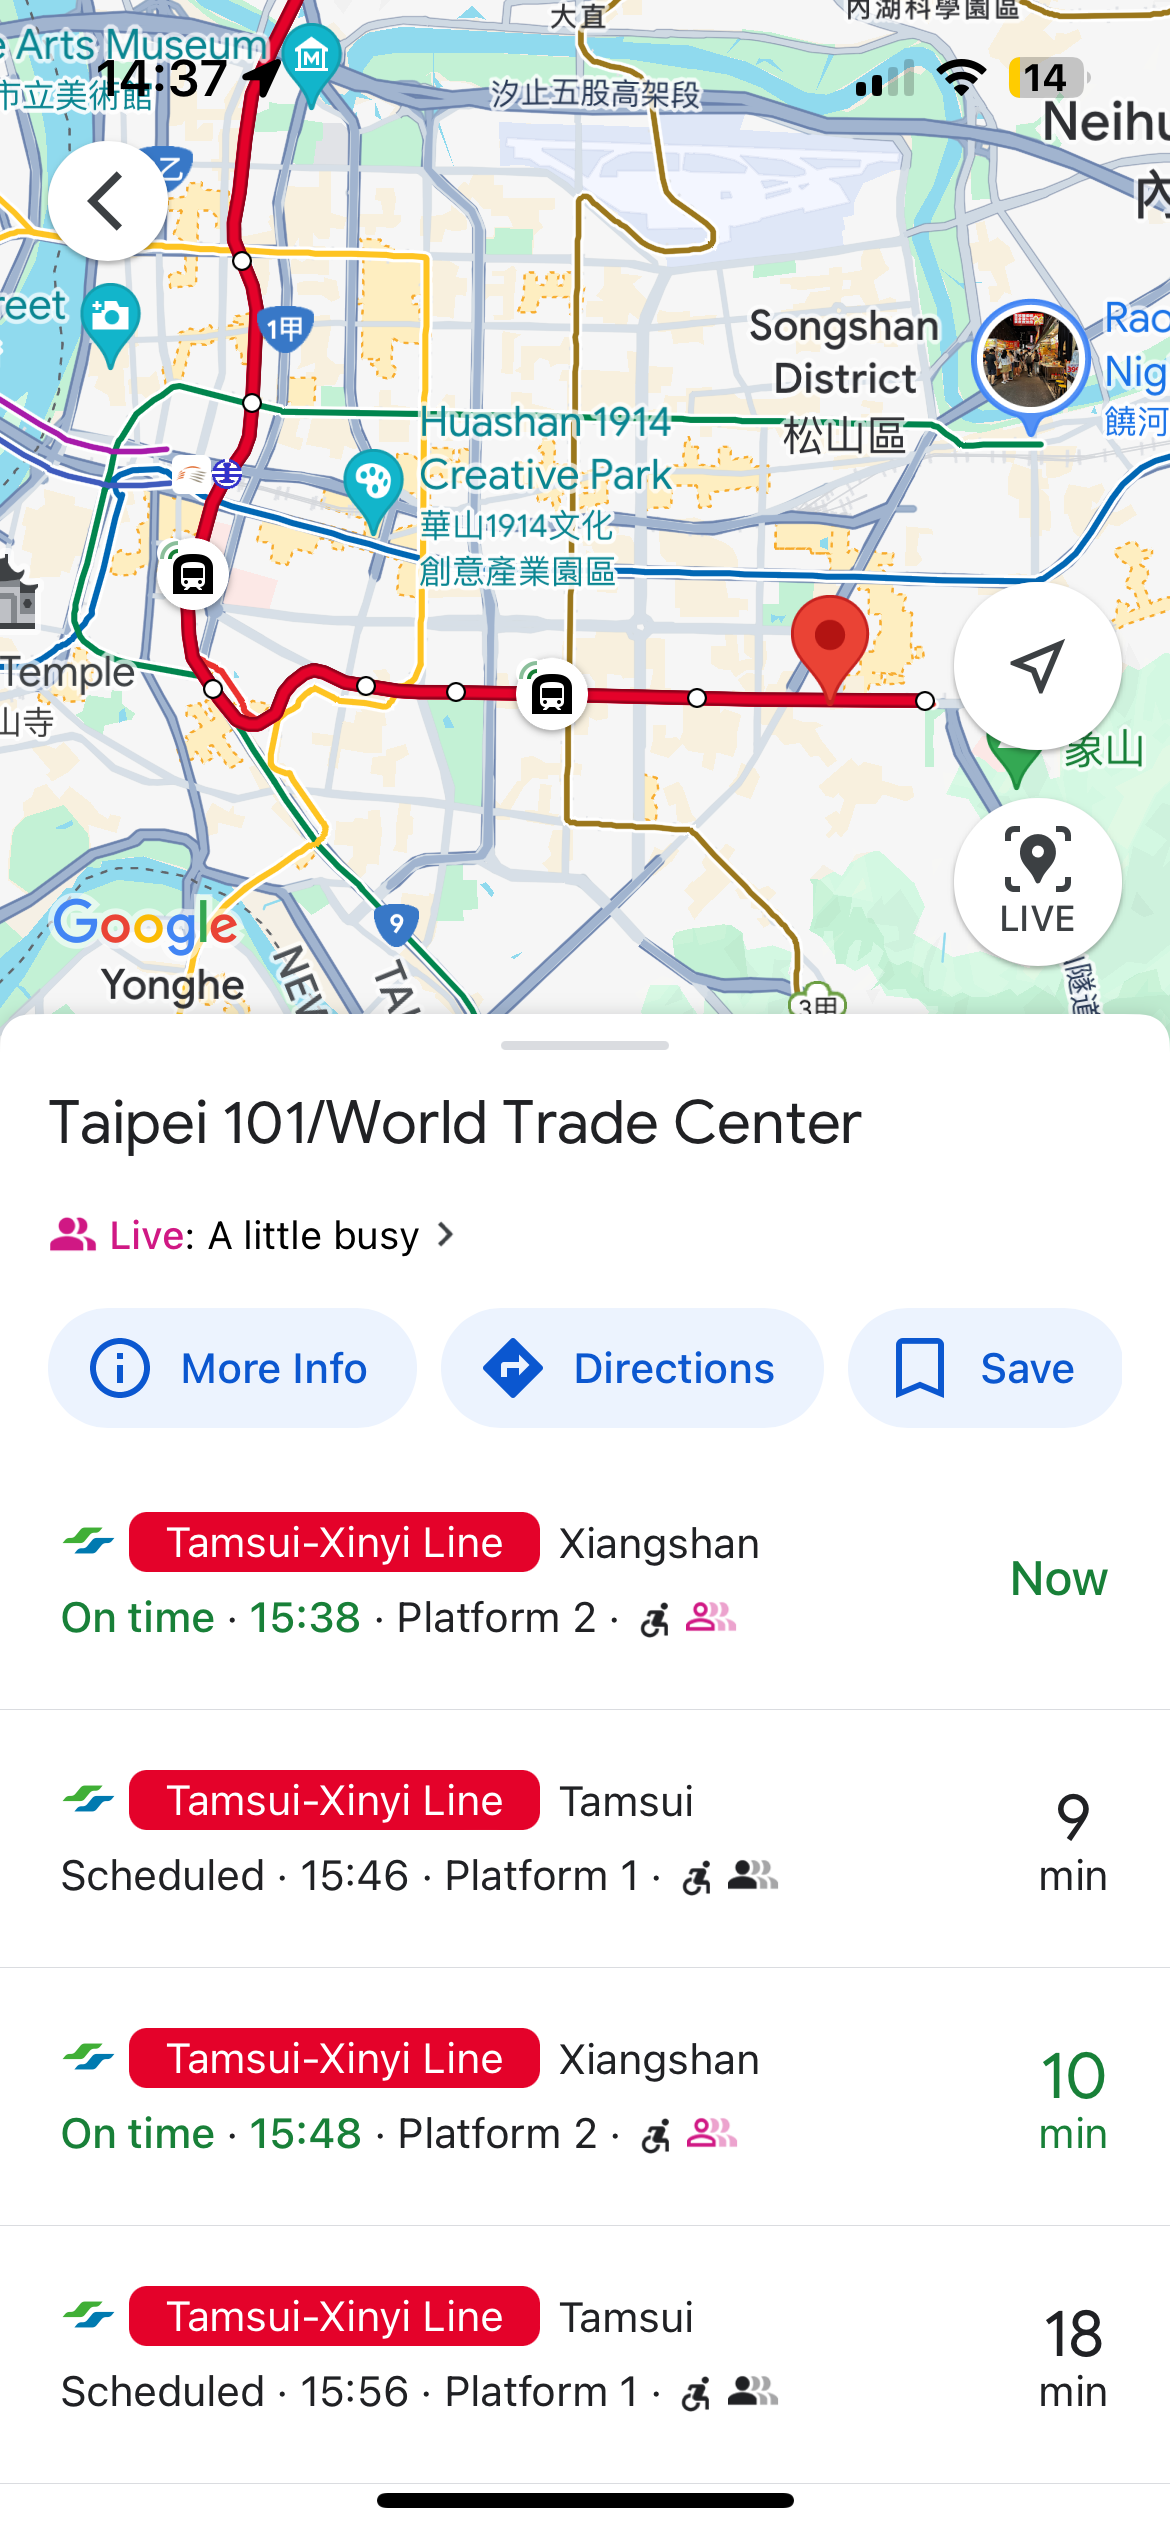 大直
內湖科學園區
e Arts Museum
市立美術館
14:37
14
汐止五股高架段
Neihu
內
乙
reet
1甲
Songshan
District
松山區
Rao
Nig
饒河
Huashan 1914
Creative Park
華山1914文化
創意產業園區
Temple
山寺
象山
LIVE
Google
Yonghe
9
NEW
TAI
3甲
隧道
Taipei 101/World Trade Center
Live: A little busy
More Info
Directions
Save
Tamsui-Xinyi Line Xiangshan
Now
On time · 15:38 · Platform 2 ·
Tamsui-Xinyi Line Tamsui
9
min
Scheduled · 15:46 · Platform 1 ·
Tamsui-Xinyi Line Xiangshan
10
min
On time · 15:48 · Platform 2 ·
Tamsui-Xinyi Line Tamsui
18
min
Scheduled · 15:56 · Platform 1 ·